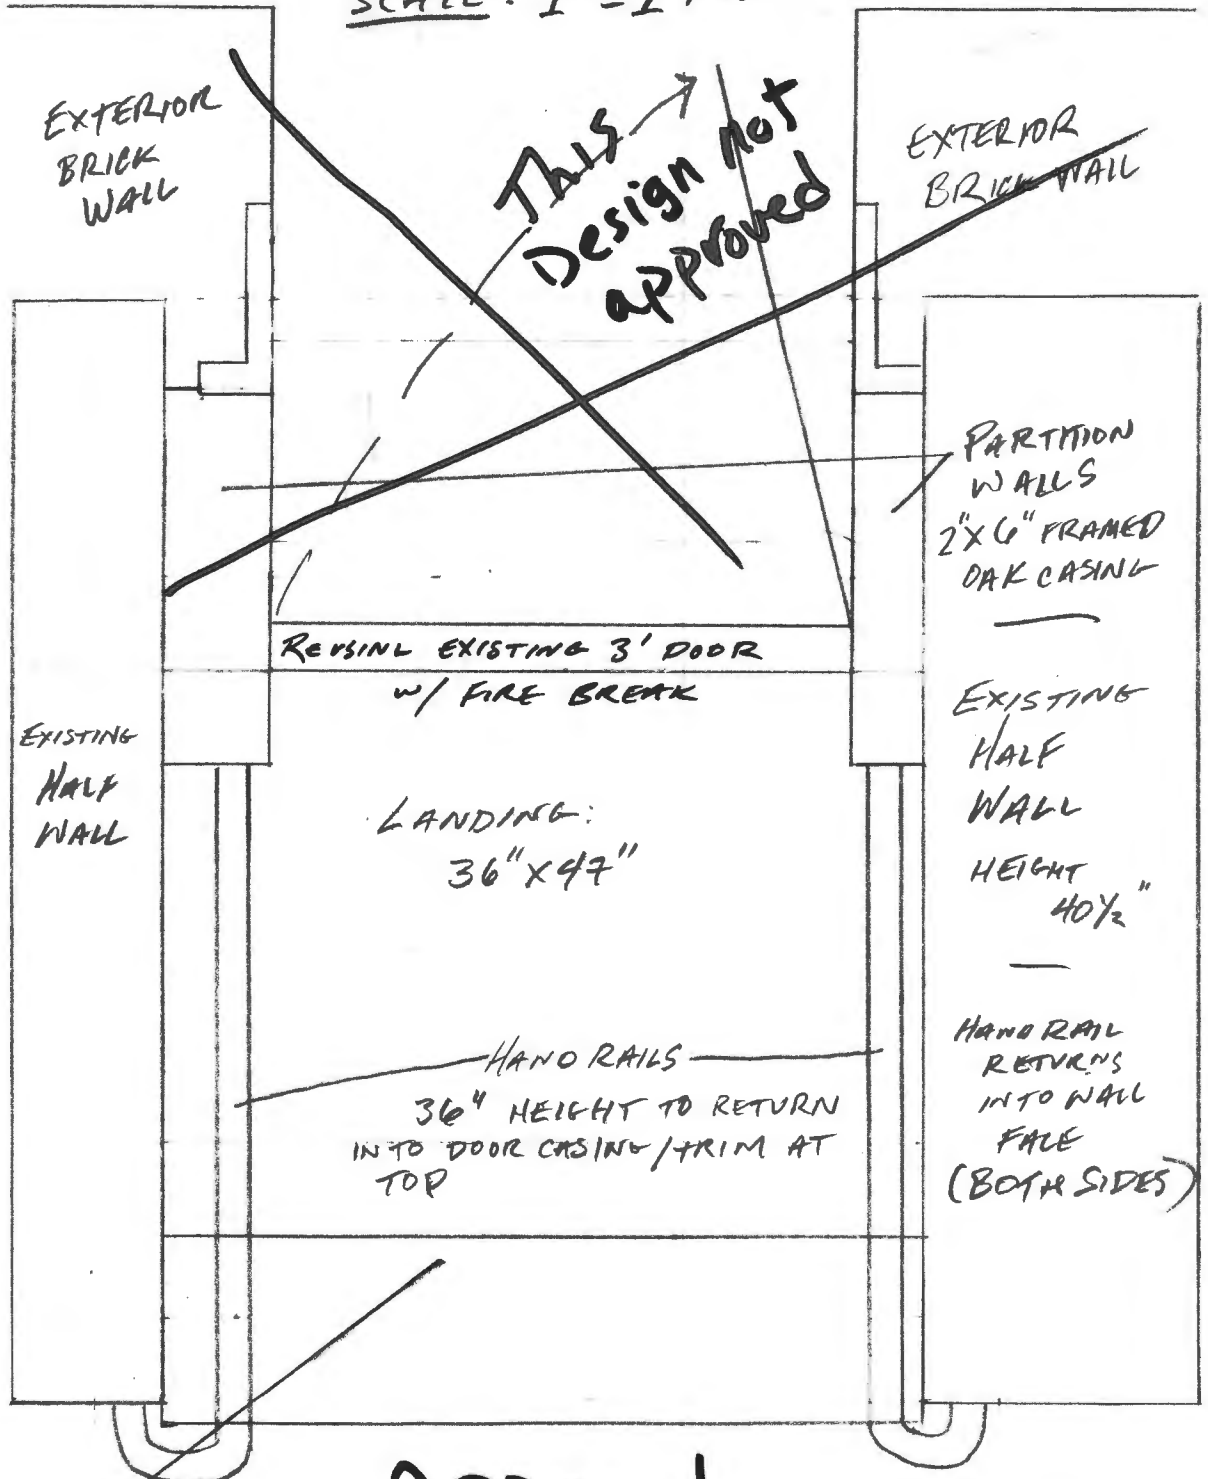 SCALE: 1"=1
EXTERIOR
BRICK
WALL
This
Design not
approved
EXTERIOR
BRICK WALL
PARTITION
WALLS
2"X6" FRAMED
OAK CASING
REUSING EXISTING 3' DOOR
W/ FIRE BREAK
EXISTING
HALF
WALL
LANDING:
36"X47"
EXISTING
HALF
WALL
HEIGHT
40½"
HAND RAILS
36" HEIGHT TO RETURN
INTO DOOR CASING/TRIM AT
TOP
HAND RAIL
RETURNS
INTO WALL
FACE
(BOTH SIDES)